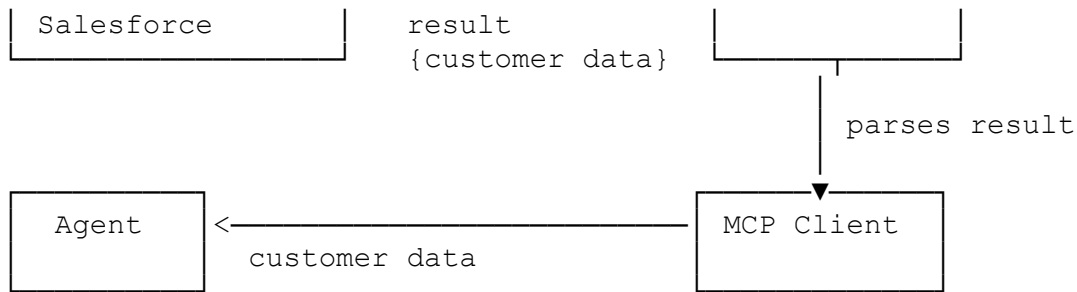 Salesforce
result
{customer data}
parses result
Agent
MCP Client
customer data